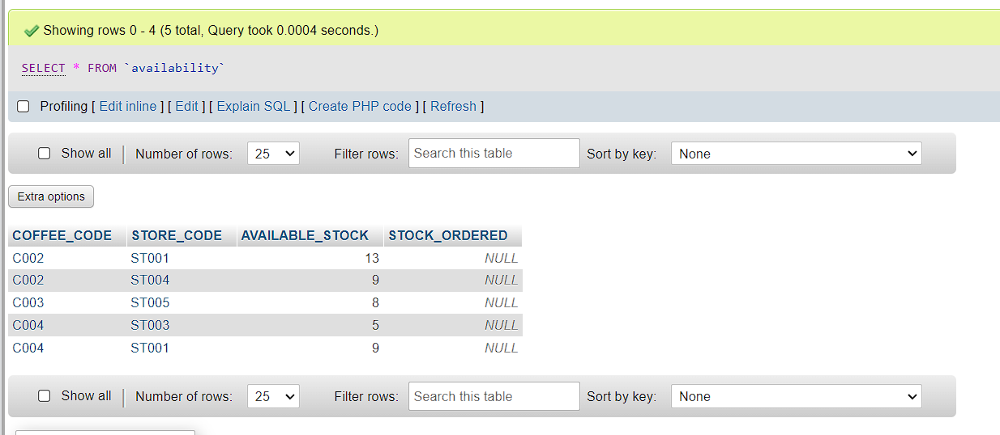 Showing rows 0 - 4 (5 total, Query took 0.0004 seconds.)
SELECT * FROM `availability`
Profiling [ Edit inline ] [ Edit ] [ Explain SQL ] [ Create PHP code ] [ Refresh ]
Show all | Number of rows: 25 Filter rows: Search this table Sort by key: None
Extra options
COFFEE_CODE STORE_CODE AVAILABLE_STOCK STOCK_ORDERED
C002 ST001 13 NULL
C002 ST004 9 NULL
C003 ST005 8 NULL
C004 ST003 5 NULL
C004 ST001 9 NULL
Show all | Number of rows: 25 Filter rows: Search this table Sort by key: None